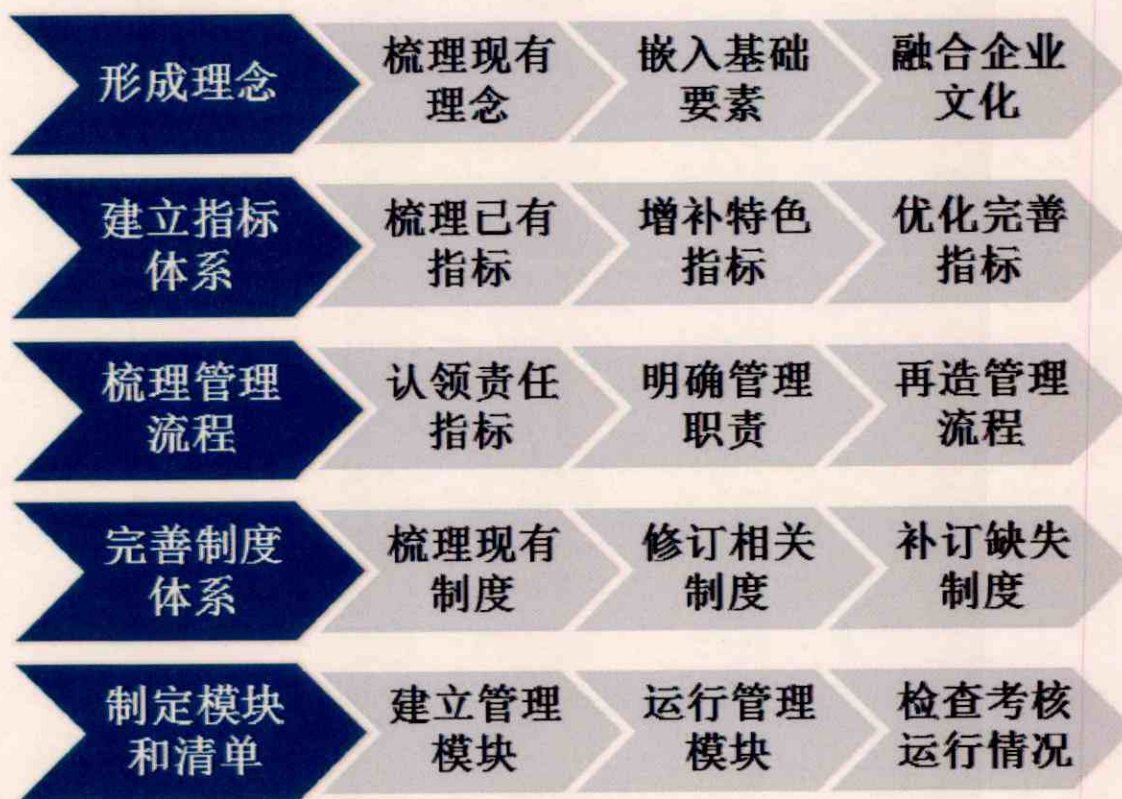 形成理念
梳理现有
理念
嵌入基础
要素
融合企业
文化
建立指标
体系
梳理已有
指标
增补特色
指标
优化完善
指标
梳理管理
流程
认领责任
指标
明确管理
职责
再造管理
流程
完善制度
体系
梳理现有
制度
修订相关
制度
补订缺失
制度
制定模块
和清单
建立管理
模块
运行管理
模块
检查考核
运行情况